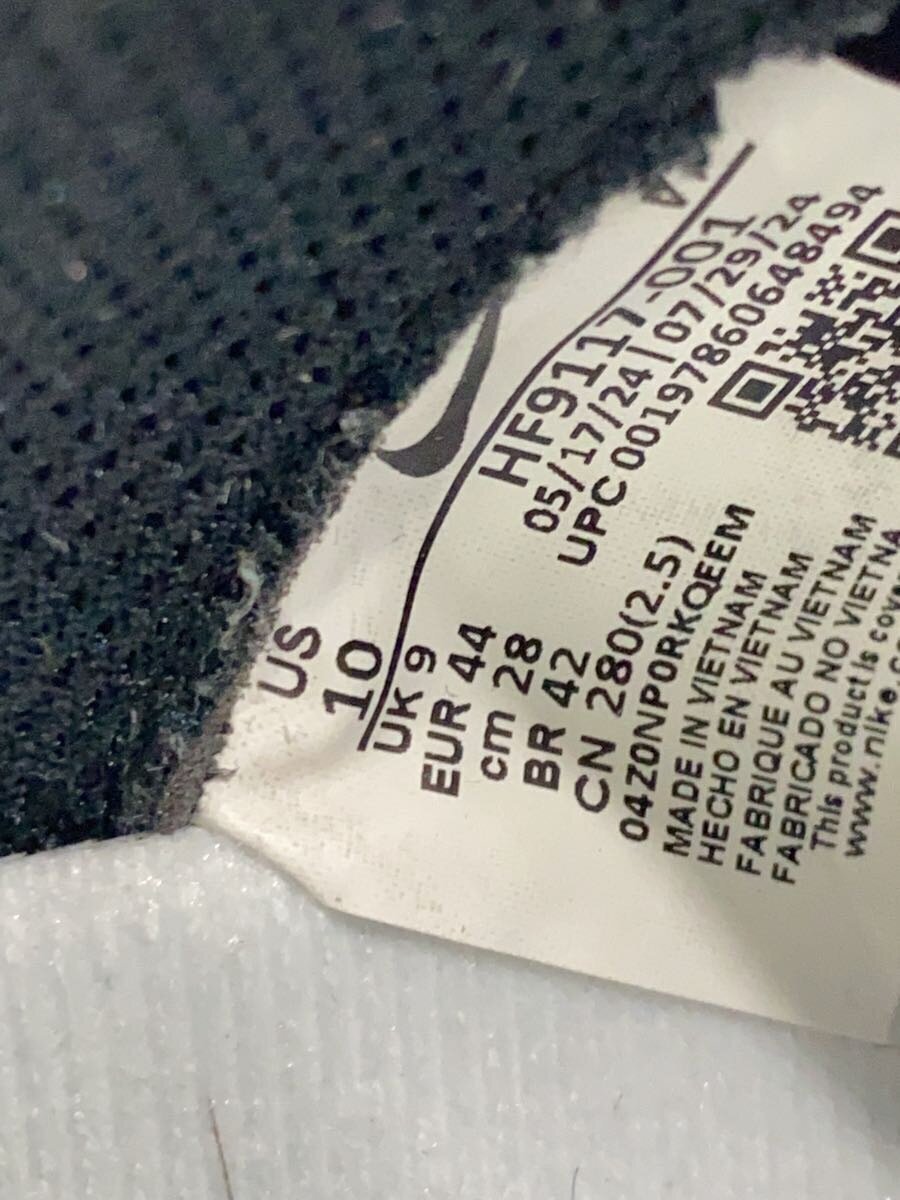 US
10
UK 9
EUR 44
cm 28
BR 42
CN 280(2.5)
HF9117-001
05/17/24|07/29/24
UPC 00197860648494
04Z0NP0RKQEEM
MADE IN VIETNAM
HECHO EN VIETNAM
FABRIQUE AU VIETNAM
FABRICADO NO VIETNA
This product is cove
www.nike.c